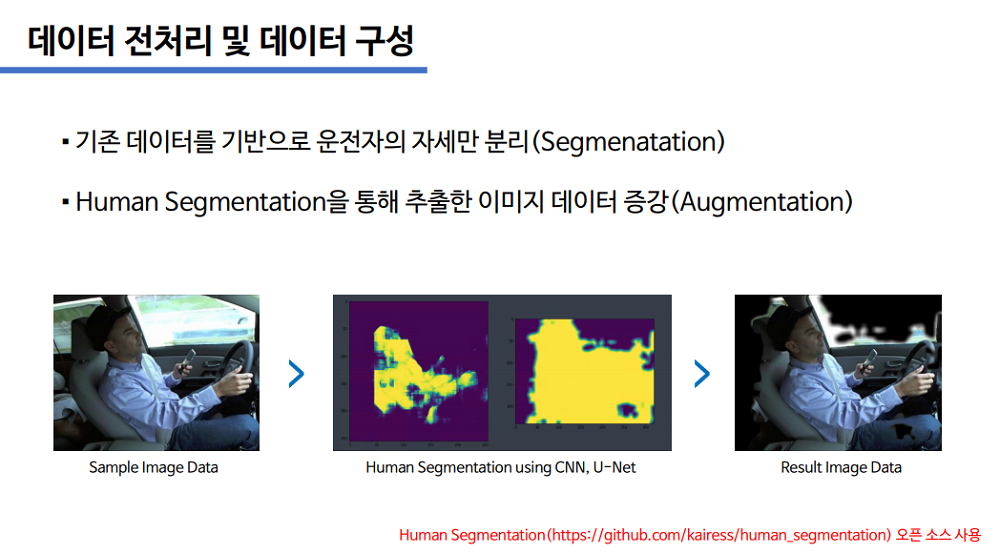 데이터 전처리 및 데이터 구성
▪ 기존 데이터를 기반으로 운전자의 자세만 분리(Segmenatation)
▪ Human Segmentation을 통해 추출한 이미지 데이터 증강(Augmentation)
Sample Image Data
Human Segmentation using CNN, U-Net
Result Image Data
Human Segmentation(https://github.com/kairess/human_segmentation) 오픈 소스 사용